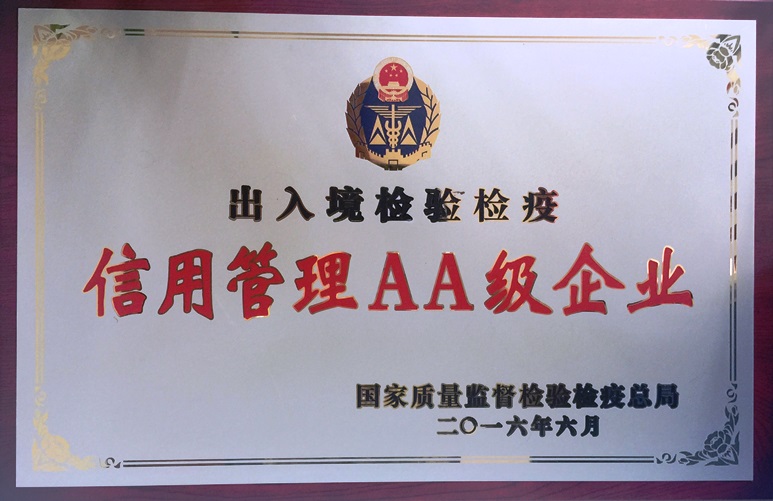 出入境检验检疫
信用管理AA级企业
国家质量监督检验检疫总局
二〇一六年六月